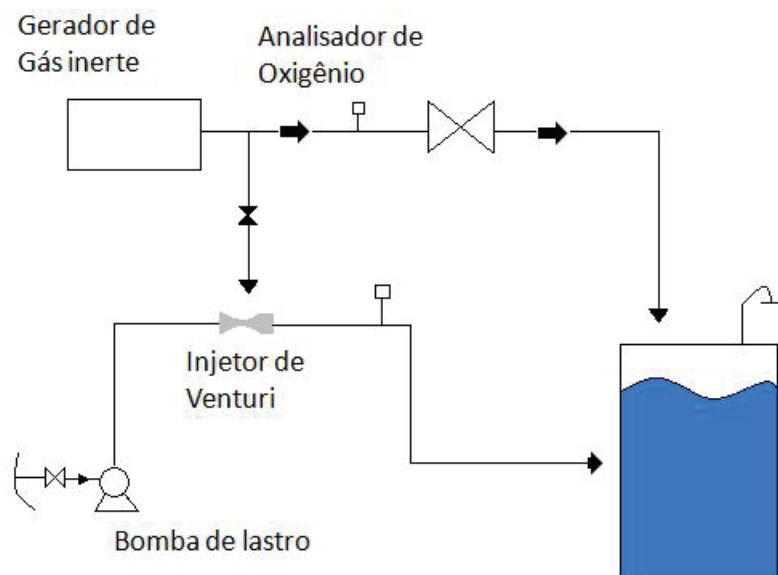 Gerador de
Gás inerte
Analisador de
Oxigênio
Injetor de
Venturi
Bomba de lastro